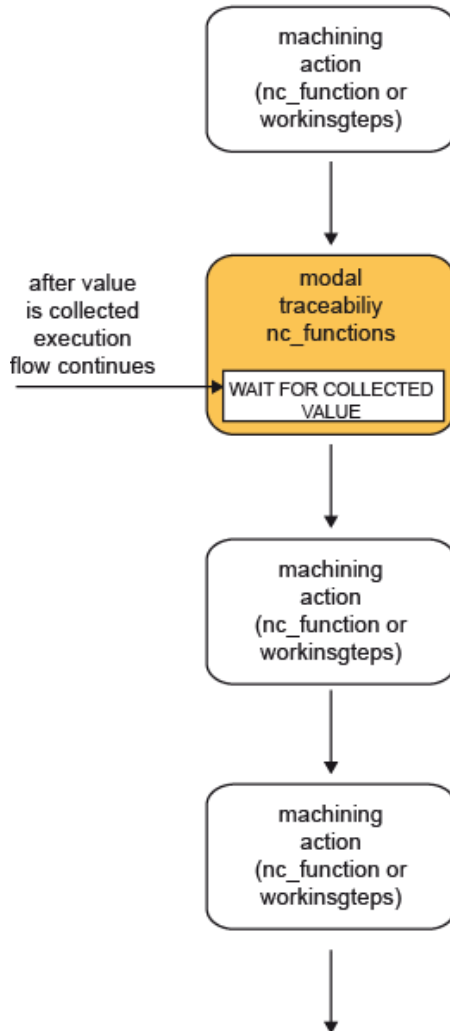 machining
action
(nc_function or
workinsgteps)
modal
traceabiliy
nc_functions
after value
is collected
execution
flow continues
WAIT FOR COLLECTED
VALUE
machining
action
(nc_function or
workinsgteps)
machining
action
(nc_function or
workinsgteps)